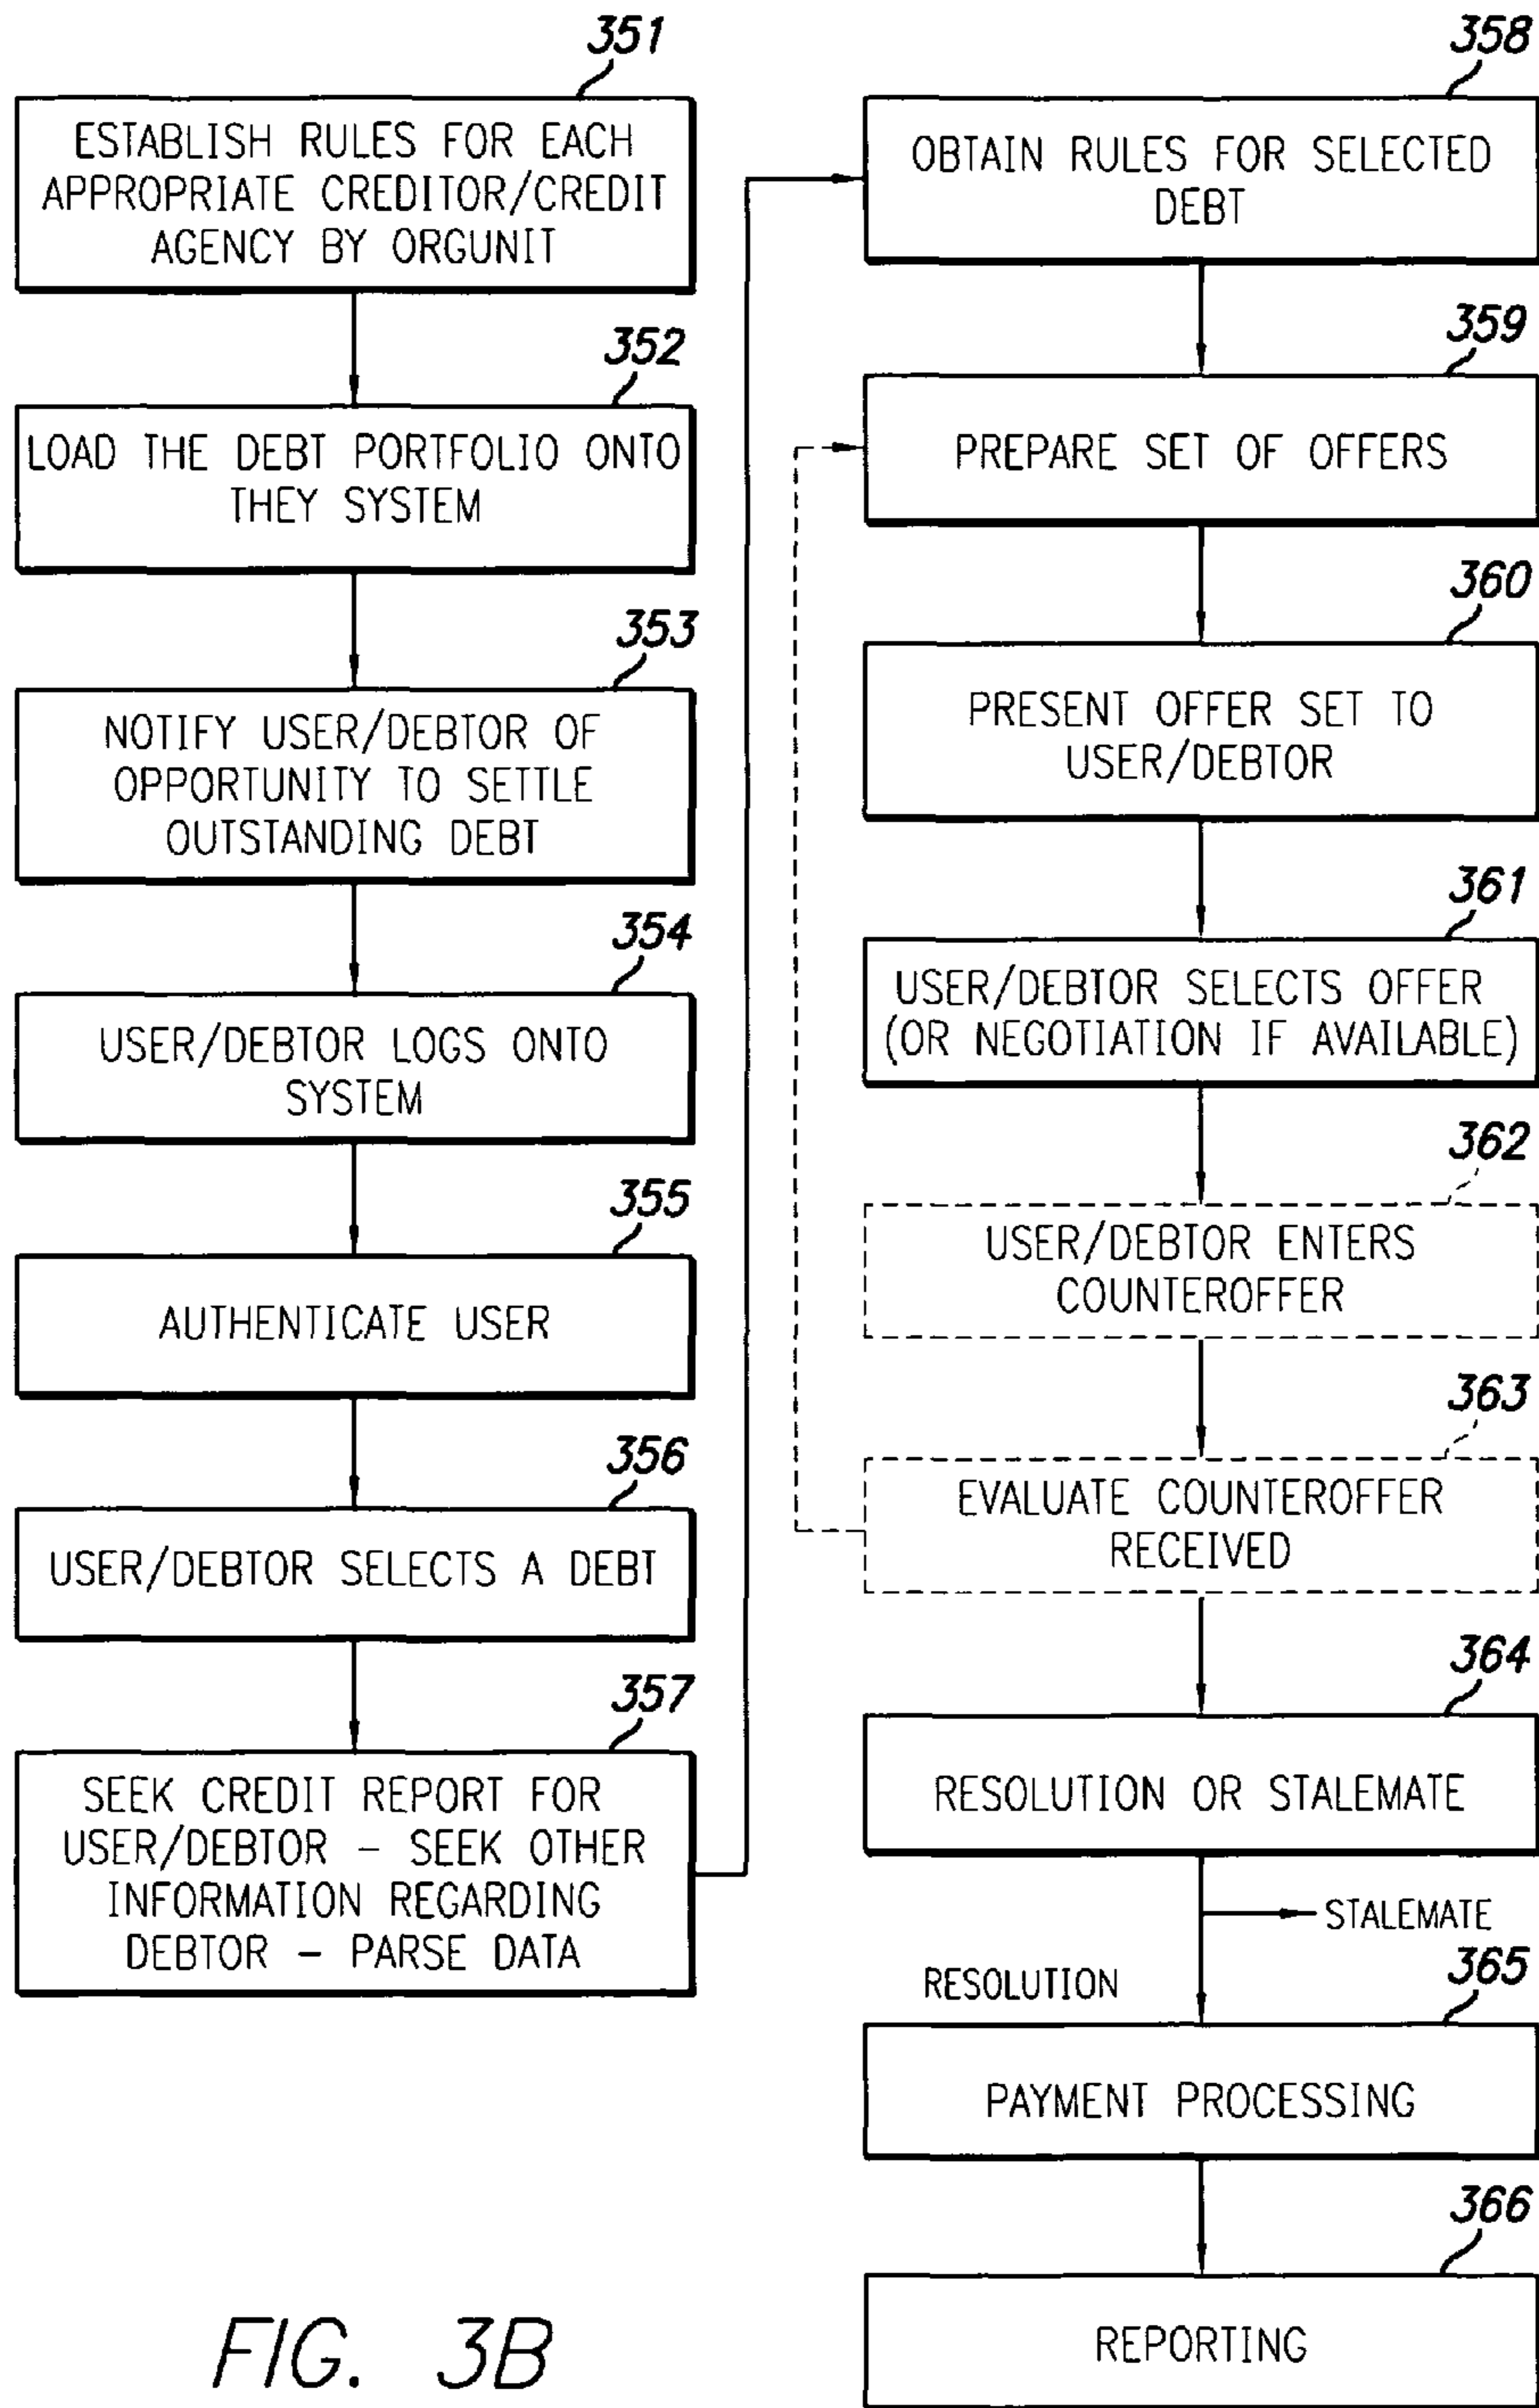 351
ESTABLISH RULES FOR EACH
APPROPRIATE CREDITOR/CREDIT
AGENCY BY ORGUNIT
352
LOAD THE DEBT PORTFOLIO ONTO
THEY SYSTEM
353
NOTIFY USER/DEBTOR OF
OPPORTUNITY TO SETTLE
OUTSTANDING DEBT
354
USER/DEBTOR LOGS ONTO
SYSTEM
355
AUTHENTICATE USER
356
USER/DEBTOR SELECTS A DEBT
357
SEEK CREDIT REPORT FOR
USER/DEBTOR – SEEK OTHER
INFORMATION REGARDING
DEBTOR – PARSE DATA
358
OBTAIN RULES FOR SELECTED
DEBT
359
PREPARE SET OF OFFERS
360
PRESENT OFFER SET TO
USER/DEBTOR
361
USER/DEBTOR SELECTS OFFER
(OR NEGOTIATION IF AVAILABLE)
362
USER/DEBTOR ENTERS
COUNTEROFFER
363
EVALUATE COUNTEROFFER
RECEIVED
364
RESOLUTION OR STALEMATE
STALEMATE
RESOLUTION
365
PAYMENT PROCESSING
366
REPORTING
FIG. 3B